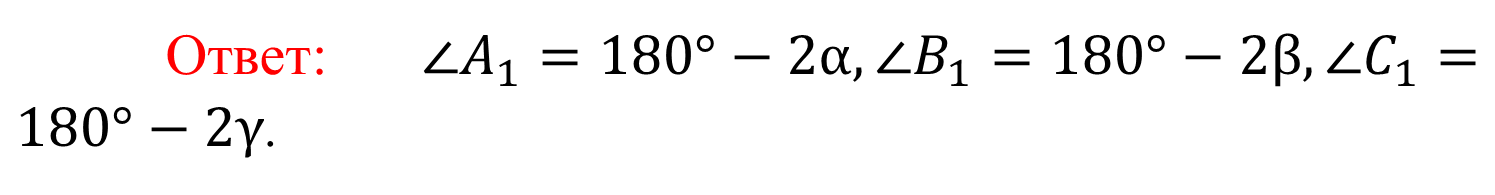 Ответ: ∠A₁ = 180° − 2α, ∠B₁ = 180° − 2β, ∠C₁ =
180° − 2γ.